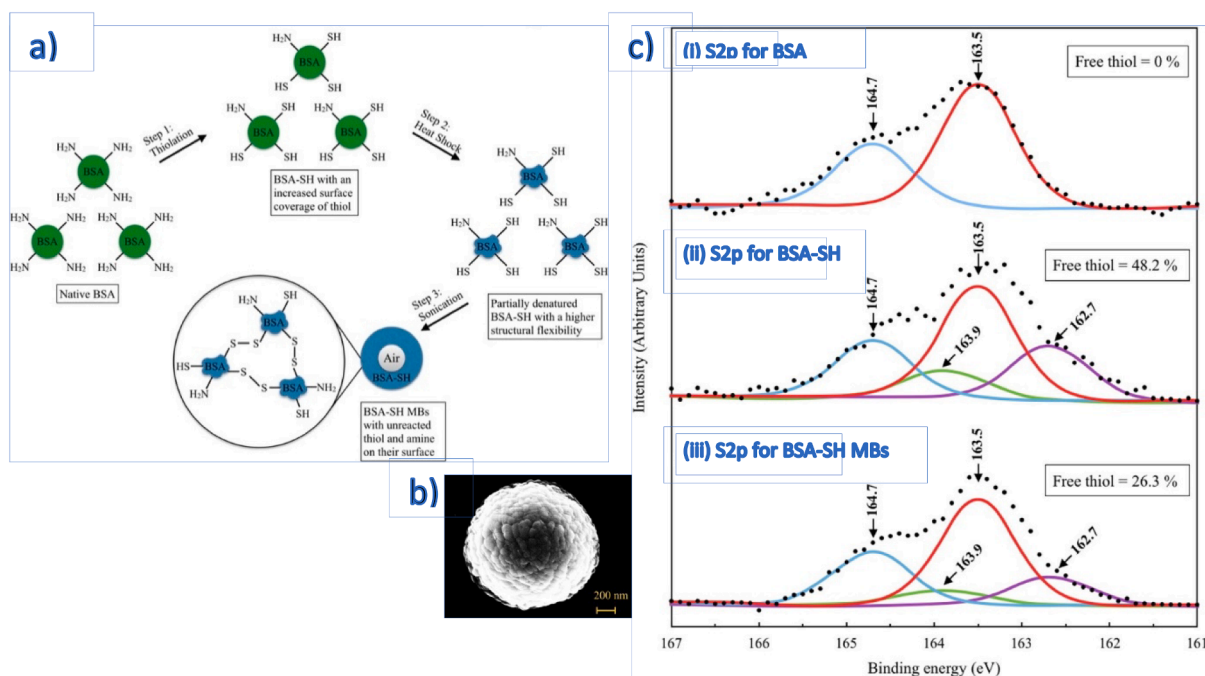 a)
H₂N
SH
BSA
HS
SH
H₂N
SH
BSA
HS
SH
H₂N
SH
BSA
HS
SH
Step 1:
Thiolation
Step 2:
Heat Shock
H₂N
NH₂
BSA
H₂N
NH₂
H₂N
NH₂
BSA
H₂N
NH₂
H₂N
NH₂
BSA
H₂N
NH₂
Native BSA
BSA-SH with an
increased surface
coverage of thiol
H₂N
SH
BSA
HS
SH
H₂N
SH
BSA
HS
SH
H₂N
SH
BSA
HS
SH
Partially denatured
BSA-SH with a higher
structural flexibility
Step 3:
Sonication
SH
H₂N
BSA
S
S
S
S
HS
BSA
H₂N
S
S
BSA
NH₂
SH
Air
BSA-SH
BSA-SH MBs
with unreacted
thiol and amine
on their surface
b)
200 nm
c)
(i) S2p for BSA
164.7
163.5
Free thiol = 0 %
(ii) S2p for BSA-SH
164.7
163.9
163.5
162.7
Free thiol = 48.2 %
(iii) S2p for BSA-SH MBs
164.7
163.9
163.5
162.7
Free thiol = 26.3 %
Intensity (Arbitrary Units)
167 166 165 164 163 162 161
Binding energy (eV)